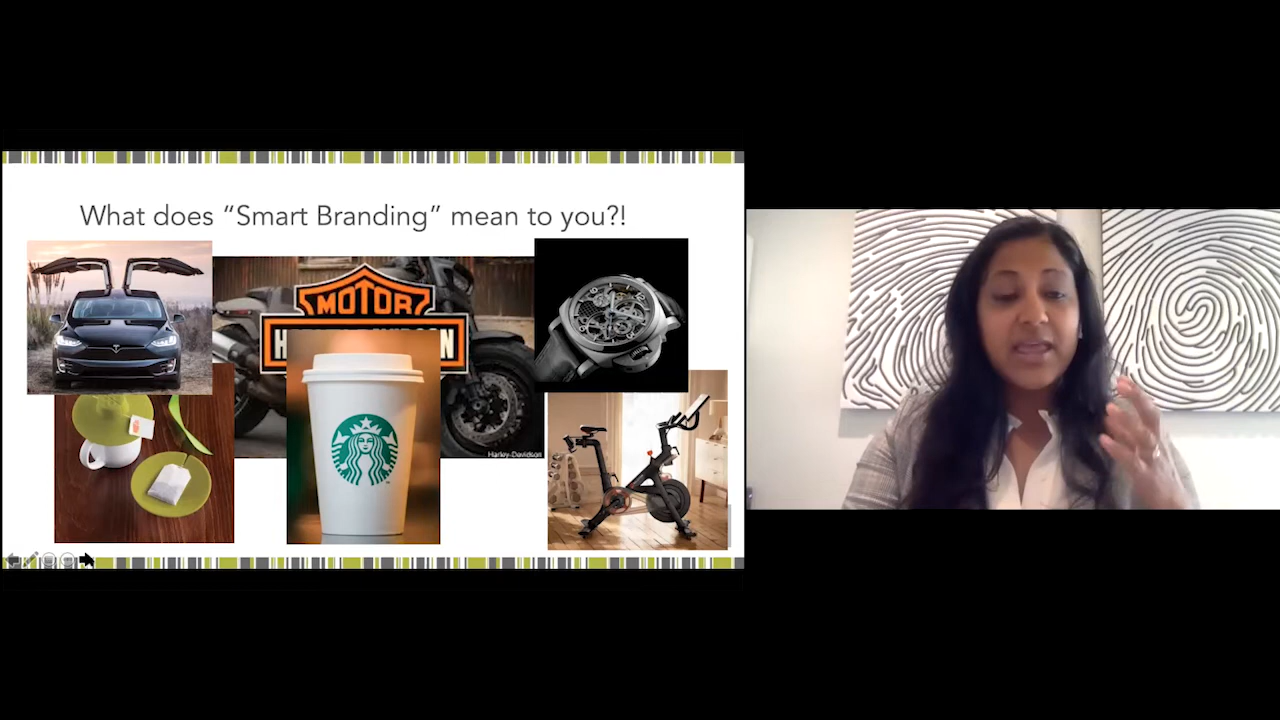 What does “Smart Branding” mean to you?!
MOTOR
Harley-Davidson